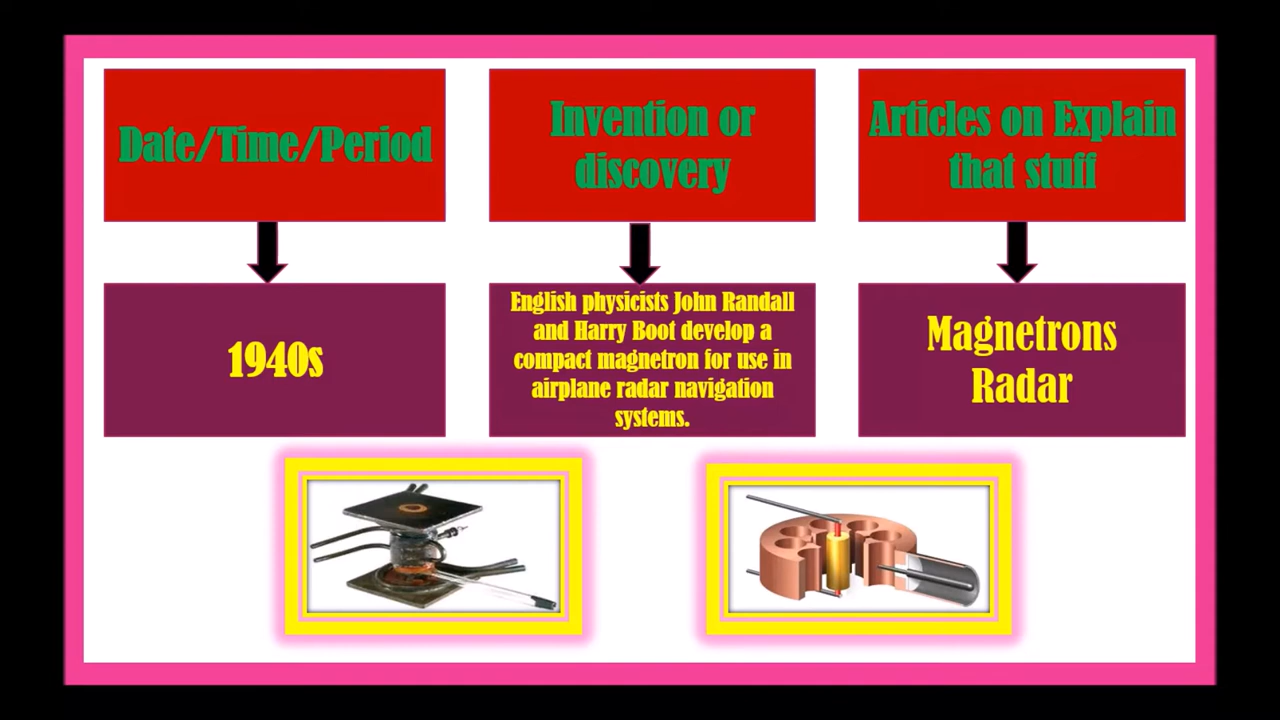 Date/Time/Period
Invention or
discovery
Articles on Explain
that stuff
1940s
English physicists John Randall
and Harry Boot develop a
compact magnetron for use in
airplane radar navigation
systems.
Magnetrons
Radar